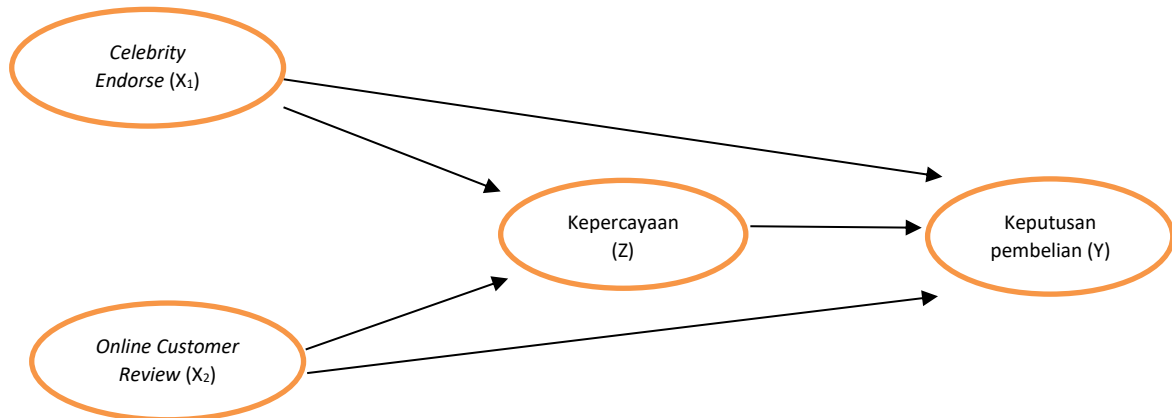 Celebrity
Endorse (X₁)
Kepercayaan
(Z)
Keputusan
pembelian (Y)
Online Customer
Review (X₂)